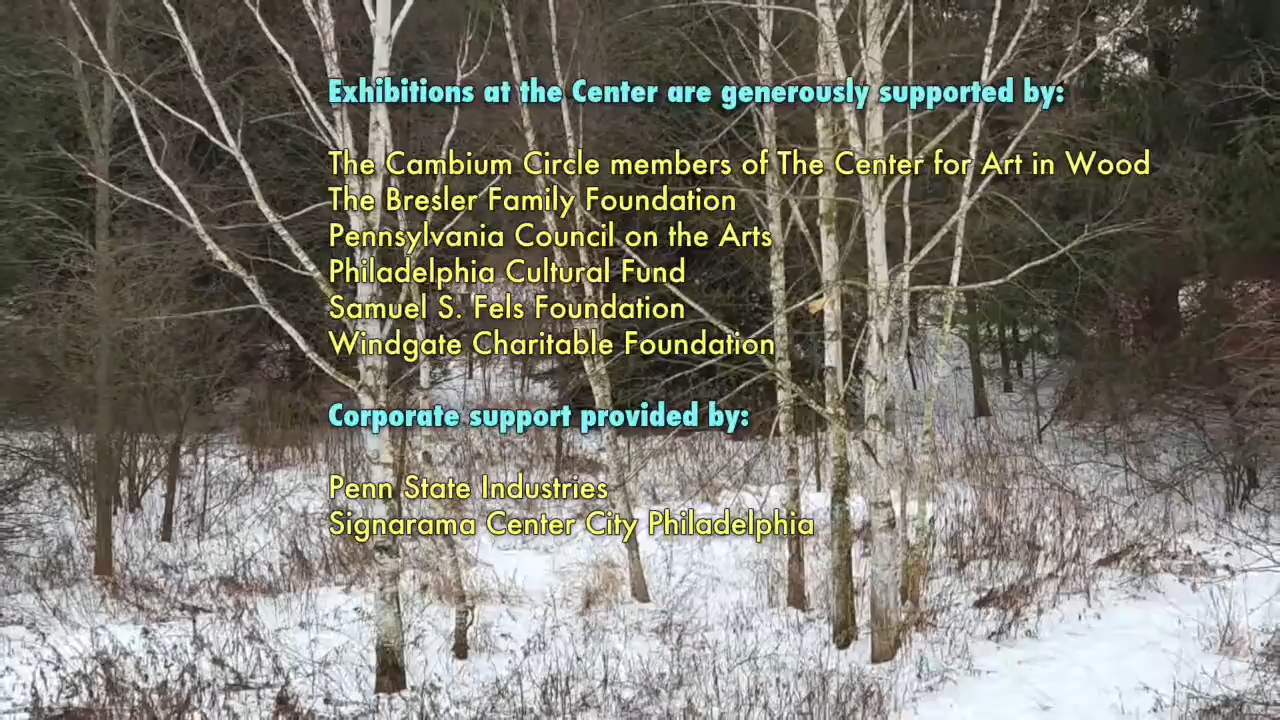 Exhibitions at the Center are generously supported by:
The Cambium Circle members of The Center for Art in Wood
The Bresler Family Foundation
Pennsylvania Council on the Arts
Philadelphia Cultural Fund
Samuel S. Fels Foundation
Windgate Charitable Foundation
Corporate support provided by:
Penn State Industries
Signarama Center City Philadelphia